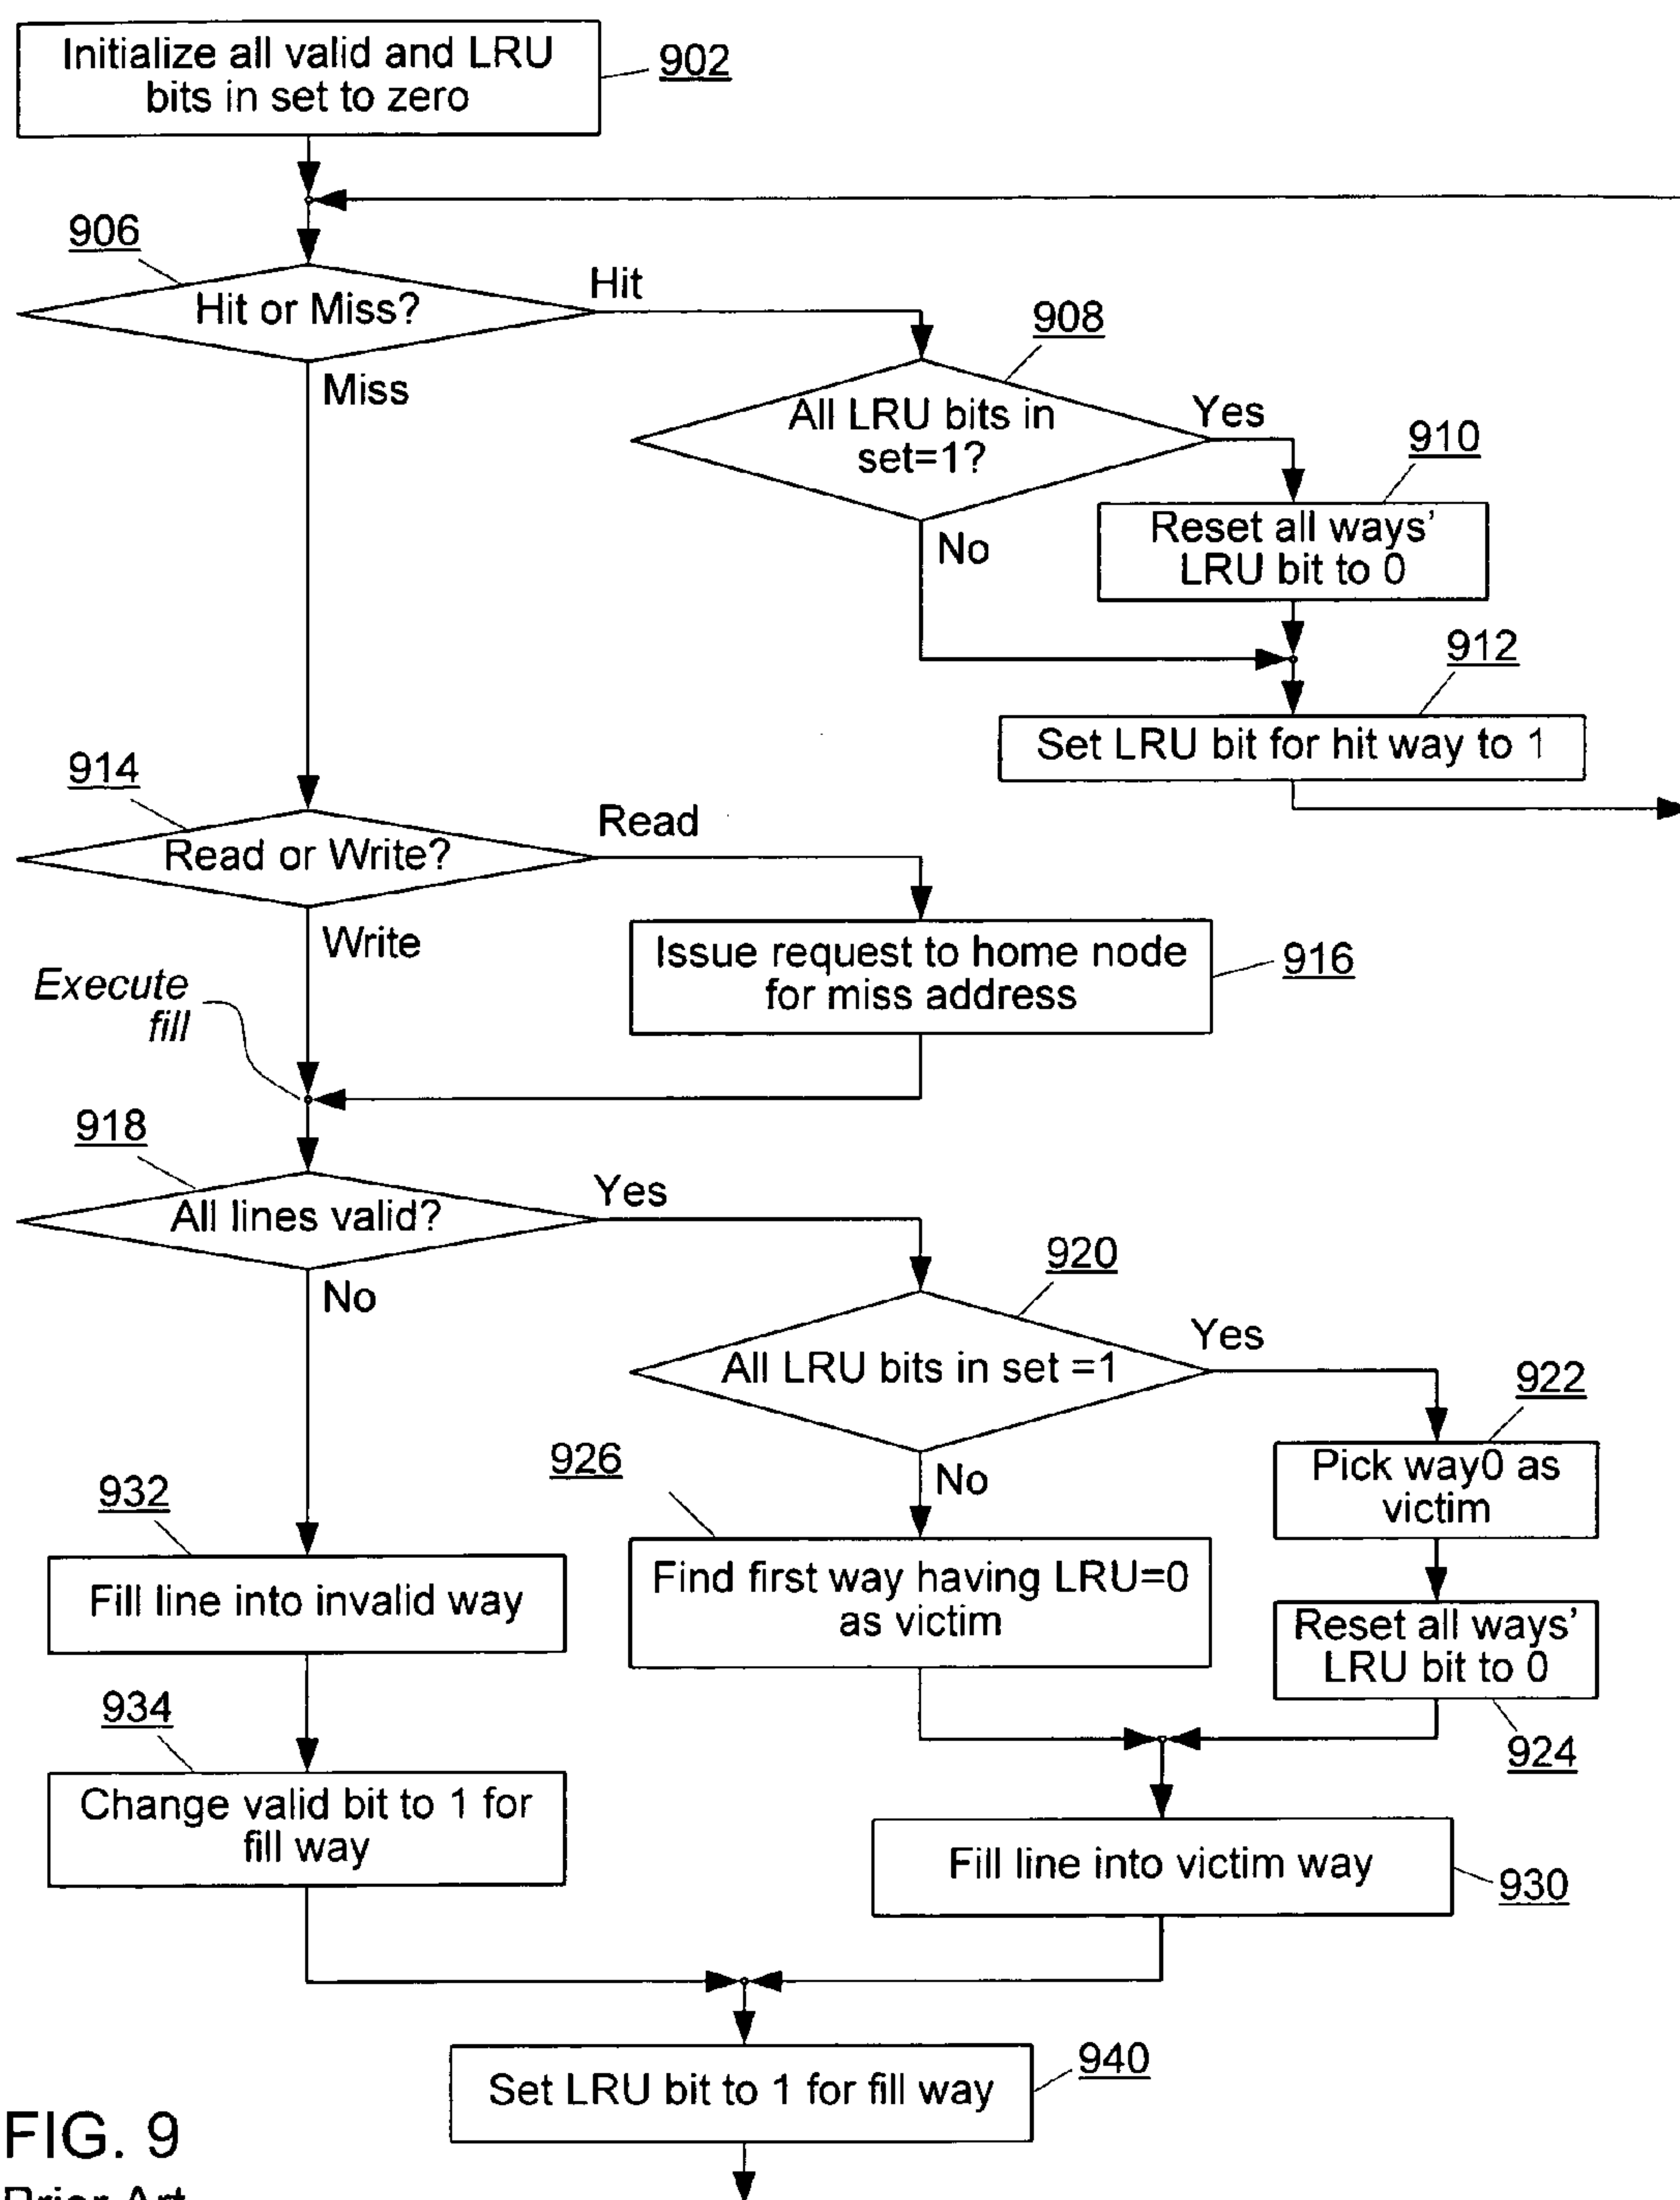 Initialize all valid and LRU
bits in set to zero
902
906
Hit or Miss?
Hit
Miss
908
All LRU bits in
set=1?
Yes
No
910
Reset all ways’
LRU bit to 0
912
Set LRU bit for hit way to 1
914
Read or Write?
Read
Write
Issue request to home node
for miss address
916
Execute
fill
918
All lines valid?
Yes
No
920
All LRU bits in set =1
Yes
No
922
Pick way0 as
victim
926
Find first way having LRU=0
as victim
Reset all ways’
LRU bit to 0
924
932
Fill line into invalid way
934
Change valid bit to 1 for
fill way
Fill line into victim way
930
Set LRU bit to 1 for fill way
940
FIG. 9
Prior Art